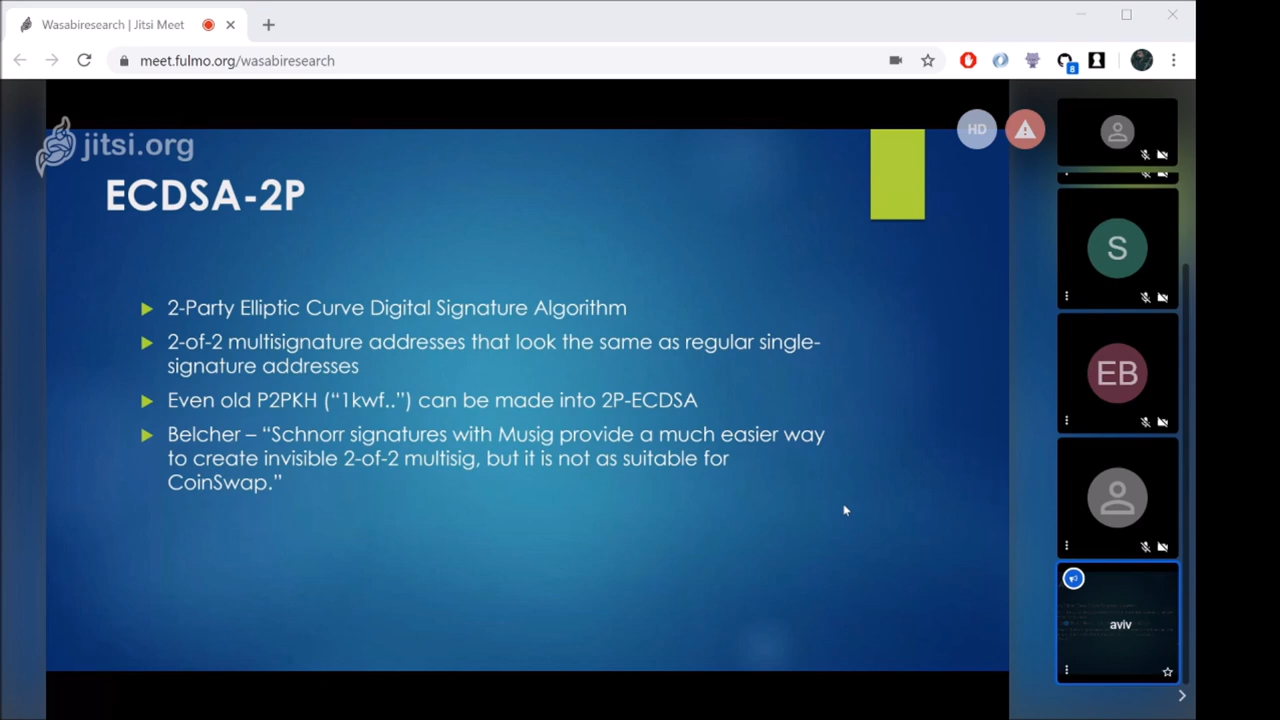 Wasabiresearch | Jitsi Meet
meet.fulmo.org/wasabiresearch
8
jitsi.org
HD
ECDSA-2P
2-Party Elliptic Curve Digital Signature Algorithm
2-of-2 multisignature addresses that look the same as regular single-
signature addresses
Even old P2PKH (“1kwf..”) can be made into 2P-ECDSA
Belcher – “Schnorr signatures with Musig provide a much easier way
to create invisible 2-of-2 multisig, but it is not as suitable for
CoinSwap.”
S
EB
aviv